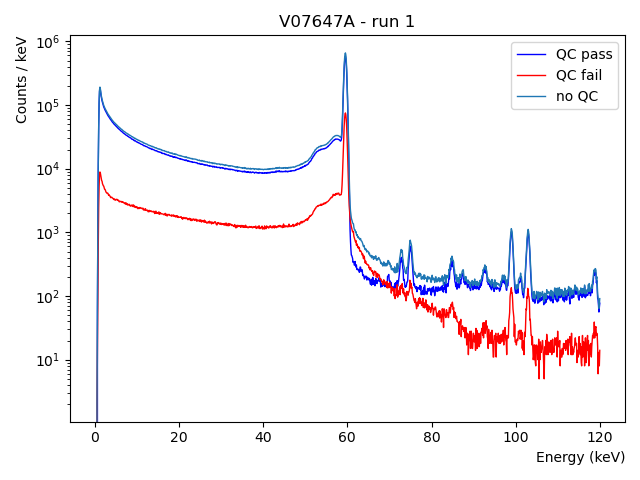 V07647A - run 1
Counts / keV
10⁶
10⁵
10⁴
10³
10²
10¹
QC pass
QC fail
no QC
0 20 40 60 80 100 120
Energy (keV)